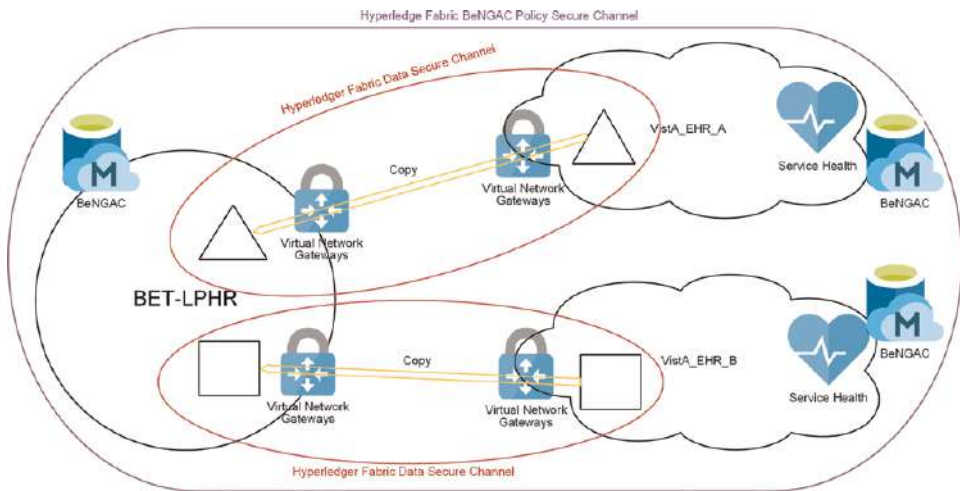 Hyperledge Fabric BeNGAC Policy Secure Channel
Hyperledger Fabric Data Secure Channel
M
BeNGAC
Copy
Virtual Network
Gateways
Virtual Network
Gateways
VistA_EHR_A
Service Health
M
BeNGAC
BET-LPHR
Copy
Virtual Network
Gateways
Virtual Network
Gateways
VistA_EHR_B
Service Health
M
BeNGAC
Hyperledger Fabric Data Secure Channel